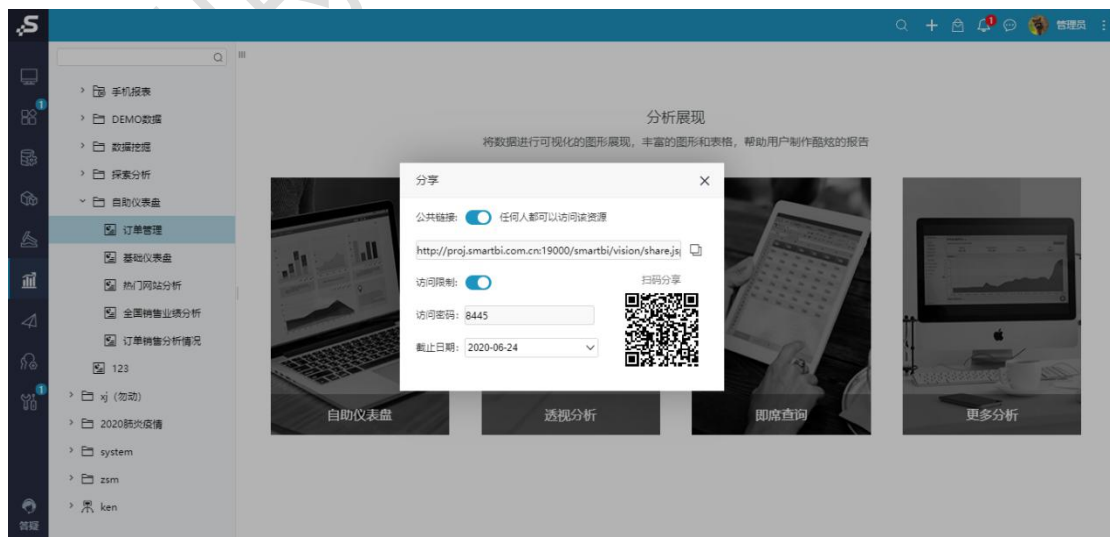 S
1
管理员
手机报表
1
DEMO数据
数据挖掘
探索分析
自助仪表盘
订单管理
基础仪表盘
热门网站分析
全国销售业绩分析
订单销售分析情况
123
xj (勿动)
1
2020肺炎疫情
system
zsm
ken
答疑
分析展现
将数据进行可视化的图形展现，丰富的图形和表格，帮助用户制作酷炫的报告
分享
公共链接: 任何人都可以访问该资源
http://proj.smartbi.com.cn:19000/smartbi/vision/share.js
访问限制:
扫码分享
访问密码: 8445
截止日期: 2020-06-24
自助仪表盘
透视分析
即席查询
更多分析